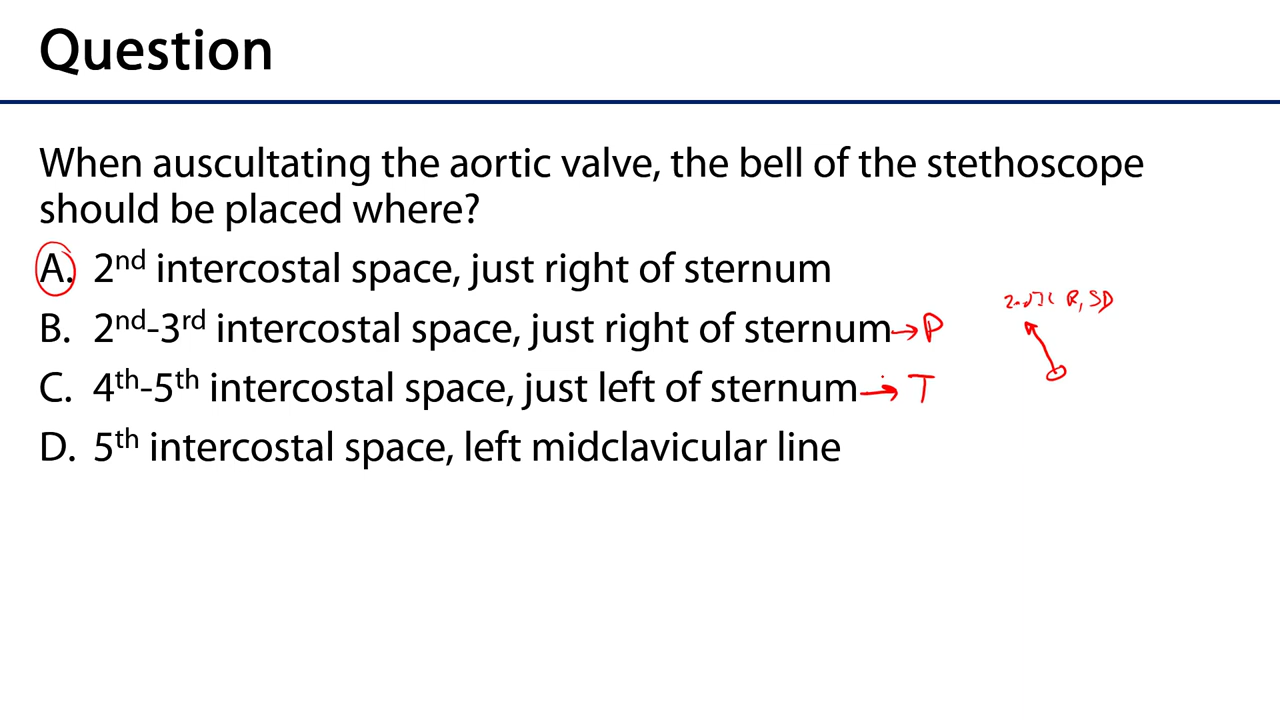 Question
When auscultating the aortic valve, the bell of the stethoscope
should be placed where?
A. 2nd intercostal space, just right of sternum
B. 2nd-3rd intercostal space, just right of sternum → P
C. 4th-5th intercostal space, just left of sternum → T
D. 5th intercostal space, left midclavicular line
R,